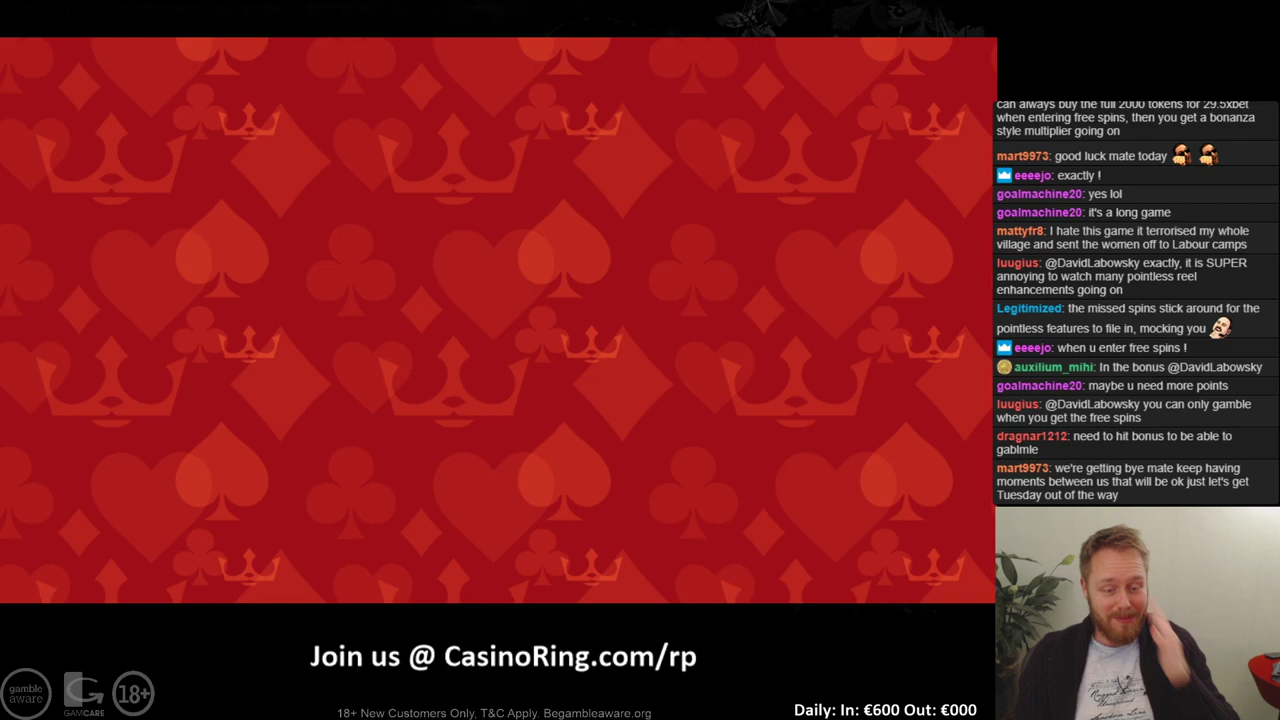 can always buy the full 2000 tokens for 29.5xbet
when entering free spins, then you get a bonanza
style multiplier going on
mart9973: good luck mate today
eeeejo: exactly !
goalmachine20: yes lol
goalmachine20: it's a long game
mattyfr8: I hate this game it terrorised my whole
village and sent the women off to Labour camps
luugius: @DavidLabowsky exactly, it is SUPER
annoying to watch many pointless reel
enhancements going on
Legitimized: the missed spins stick around for the
pointless features to file in, mocking you
eeeejo: when u enter free spins !
auxilium_mihi: In the bonus @DavidLabowsky
goalmachine20: maybe u need more points
luugius: @DavidLabowsky you can only gamble
when you get the free spins
dragnar1212: need to hit bonus to be able to
gablmle
mart9973: we're getting bye mate keep having
moments between us that will be ok just let's get
Tuesday out of the way
Join us @ CasinoRing.com/rp
gamble
aware
GAMCARE
18+
18+ New Customers Only, T&C Apply. Begambleaware.org
Daily: In: €600 Out: €000